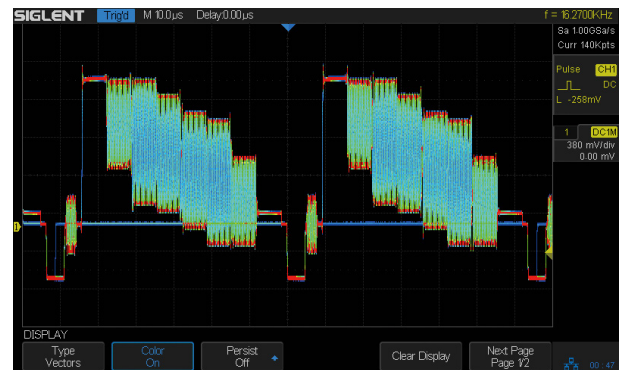 SIGLENT Trig'd M 10.0μs Delay:0.00μs f = 16.2700KHz
Sa 1.00GSa/s
Curr 140Kpts
Pulse CH1
DC
L -258mV
1 DC1M
380 mV/div
0.00 mV
1
DISPLAY
Type
Vectors
Color
On
Persist
Off
Clear Display
Next Page
Page 1/2
00:47